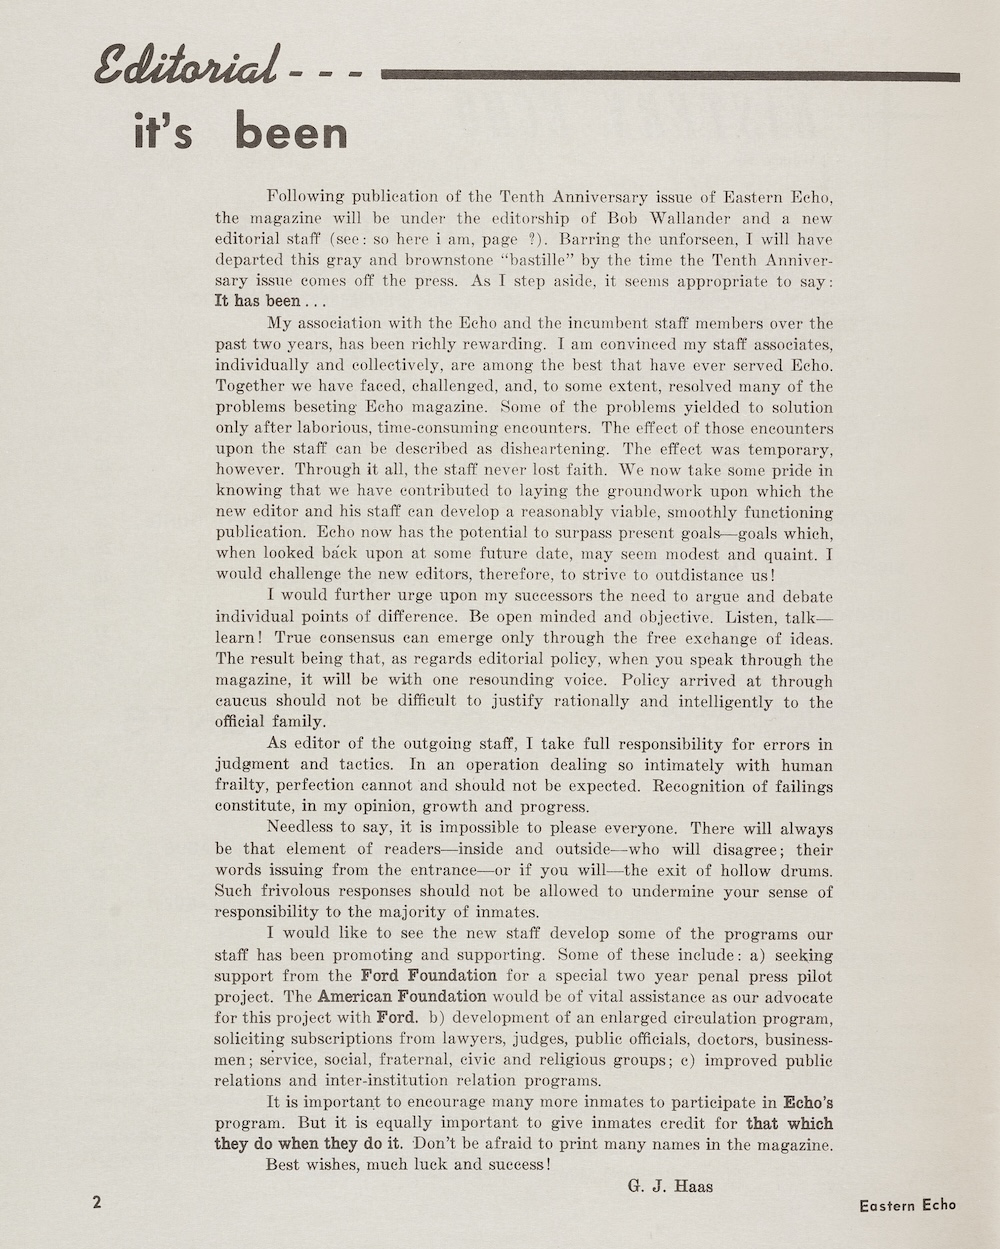 Editorial - - -
it's been
Following publication of the Tenth Anniversary issue of Eastern Echo,
the magazine will be under the editorship of Bob Wallander and a new
editorial staff (see: so here i am, page ?). Barring the unforseen, I will have
departed this gray and brownstone “bastille” by the time the Tenth Anniver-
sary issue comes off the press. As I step aside, it seems appropriate to say:
It has been . . .
My association with the Echo and the incumbent staff members over the
past two years, has been richly rewarding. I am convinced my staff associates,
individually and collectively, are among the best that have ever served Echo.
Together we have faced, challenged, and, to some extent, resolved many of the
problems beseting Echo magazine. Some of the problems yielded to solution
only after laborious, time-consuming encounters. The effect of those encounters
upon the staff can be described as disheartening. The effect was temporary,
however. Through it all, the staff never lost faith. We now take some pride in
knowing that we have contributed to laying the groundwork upon which the
new editor and his staff can develop a reasonably viable, smoothly functioning
publication. Echo now has the potential to surpass present goals—goals which,
when looked back upon at some future date, may seem modest and quaint. I
would challenge the new editors, therefore, to strive to outdistance us!
I would further urge upon my successors the need to argue and debate
individual points of difference. Be open minded and objective. Listen, talk—
learn! True consensus can emerge only through the free exchange of ideas.
The result being that, as regards editorial policy, when you speak through the
magazine, it will be with one resounding voice. Policy arrived at through
caucus should not be difficult to justify rationally and intelligently to the
official family.
As editor of the outgoing staff, I take full responsibility for errors in
judgment and tactics. In an operation dealing so intimately with human
frailty, perfection cannot and should not be expected. Recognition of failings
constitute, in my opinion, growth and progress.
Needless to say, it is impossible to please everyone. There will always
be that element of readers—inside and outside—who will disagree; their
words issuing from the entrance—or if you will—the exit of hollow drums.
Such frivolous responses should not be allowed to undermine your sense of
responsibility to the majority of inmates.
I would like to see the new staff develop some of the programs our
staff has been promoting and supporting. Some of these include: a) seeking
support from the Ford Foundation for a special two year penal press pilot
project. The American Foundation would be of vital assistance as our advocate
for this project with Ford. b) development of an enlarged circulation program,
soliciting subscriptions from lawyers, judges, public officials, doctors, business-
men; service, social, fraternal, civic and religious groups; c) improved public
relations and inter-institution relation programs.
It is important to encourage many more inmates to participate in Echo's
program. But it is equally important to give inmates credit for that which
they do when they do it. Don't be afraid to print many names in the magazine.
Best wishes, much luck and success!
G. J. Haas
2
Eastern Echo